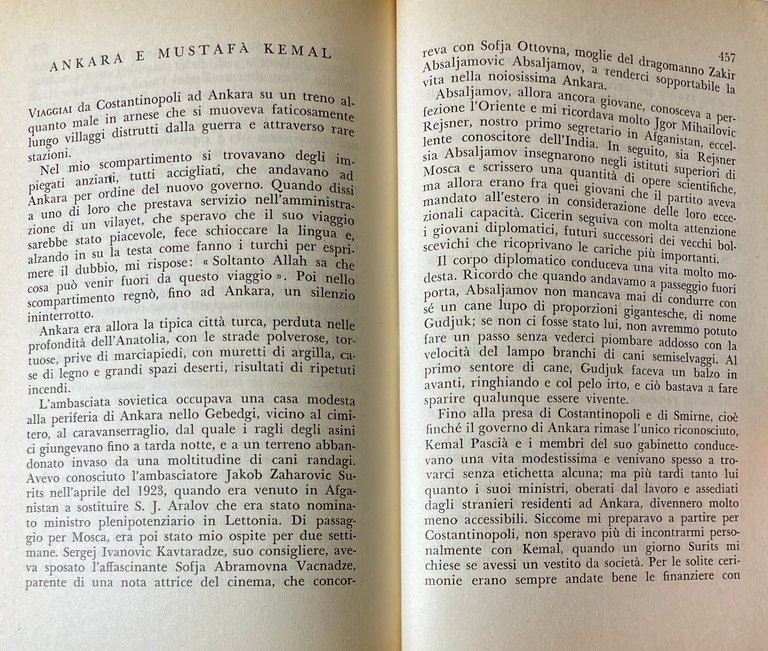 ANKARA E MUSTAFÀ KEMAL
VIAGGIAI da Costantinopoli ad Ankara su un treno al-
quanto male in arnese che si muoveva faticosamente
lungo villaggi distrutti dalla guerra e attraverso rare
stazioni.
Nel mio scompartimento si trovavano degli im-
piegati anziani, tutti accigliati, che andavano ad
Ankara per ordine del nuovo governo. Quando dissi
a uno di loro che prestava servizio nell'amministra-
zione di un vilayet, che speravo che il suo viaggio
sarebbe stato piacevole, fece schioccare la lingua e,
alzando in su la testa come fanno i turchi per espri-
mere il dubbio, mi rispose: « Soltanto Allah sa che
cosa può venir fuori da questo viaggio ». Poi nello
scompartimento regnò, fino ad Ankara, un silenzio
ininterrotto.
Ankara era allora la tipica città turca, perduta nelle
profondità dell'Anatolia, con le strade polverose, tor-
tuose, prive di marciapiedi, con muretti di argilla, ca-
se di legno e grandi spazi deserti, risultati di ripetuti
incendi.
L'ambasciata sovietica occupava una casa modesta
alla periferia di Ankara nello Gebedgi, vicino al cimi-
tero, al caravanserraglio, dal quale i ragli degli asini
ci giungevano fino a tarda notte, e a un terreno abban-
donato invaso da una moltitudine di cani randagi.
Avevo conosciuto l'ambasciatore Jakob Zaharovic Su-
rits nell'aprile del 1923, quando era venuto in Afga-
nistan a sostituire S. J. Aralov che era stato nomina-
to ministro plenipotenziario in Lettonia. Di passag-
gio per Mosca, era poi stato mio ospite per due setti-
mane. Sergej Ivanovic Kavtaradze, suo consigliere, ave-
va sposato l'affascinante Sofja Abramovna Vacnadze,
parente di una nota attrice del cinema, che concor-
457
reva con Sofja Ottovna, moglie del dragomanno Zakir
Absaljamovic Absaljamov, a renderci sopportabile la
vita nella noiosissima Ankara.
Absaljamov, allora ancora giovane, conosceva a per-
fezione l'Oriente e mi ricordava molto Jgor Mihailovic
Rejsner, nostro primo segretario in Afganistan, eccel-
lente conoscitore dell'India. In seguito, sia Rejsner
sia Absaljamov insegnarono negli istituti superiori di
Mosca e scrissero una quantità di opere scientifiche,
ma allora erano fra quei giovani che il partito aveva
mandato all'estero in considerazione delle loro ecce-
zionali capacità. Cicerin seguiva con molta attenzione
i giovani diplomatici, futuri successori dei vecchi bol-
scevichi che ricoprivano le cariche più importanti.
Il corpo diplomatico conduceva una vita molto mo-
desta. Ricordo che quando andavamo a passeggio fuori
porta, Absaljamov non mancava mai di condurre con
sé un cane lupo di proporzioni gigantesche, di nome
Gudjuk; se non ci fosse stato lui, non avremmo potuto
fare un passo senza vederci piombare addosso con la
velocità del lampo branchi di cani semiselvaggi. Al
primo sentore di cane, Gudjuk faceva un balzo in
avanti, ringhiando e col pelo irto, e ciò bastava a fare
sparire qualunque essere vivente.
Fino alla presa di Costantinopoli e di Smirne, cioè
finché il governo di Ankara rimase l'unico riconosciuto,
Kemal Pascià e i membri del suo gabinetto conduce-
vano una vita modestissima e venivano spesso a tro-
varci senza etichetta alcuna; ma più tardi tanto lui
quanto i suoi ministri, oberati dal lavoro e assediati
dagli stranieri residenti ad Ankara, divennero molto
meno accessibili. Siccome mi preparavo a partire per
Costantinopoli, non speravo più di incontrarmi perso-
nalmente con Kemal, quando un giorno Surits mi
chiese se avessi un vestito da società. Per le solite ceri-
monie erano sempre andate bene le finanziere con